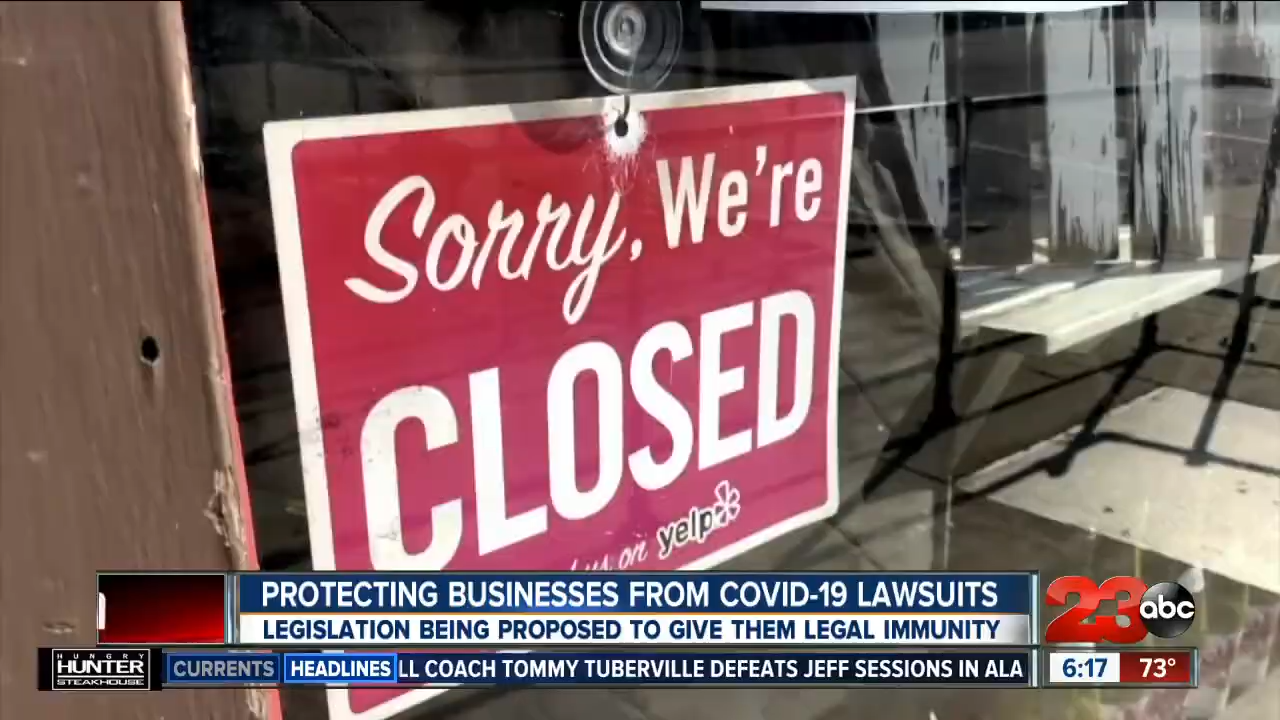 Sorry, We're
CLOSED
us on yelp
PROTECTING BUSINESSES FROM COVID-19 LAWSUITS
LEGISLATION BEING PROPOSED TO GIVE THEM LEGAL IMMUNITY
23 abc
HUNGRY
HUNTER
STEAKHOUSE
CURRENTS HEADLINES LL COACH TOMMY TUBERVILLE DEFEATS JEFF SESSIONS IN ALA
6:17 73°